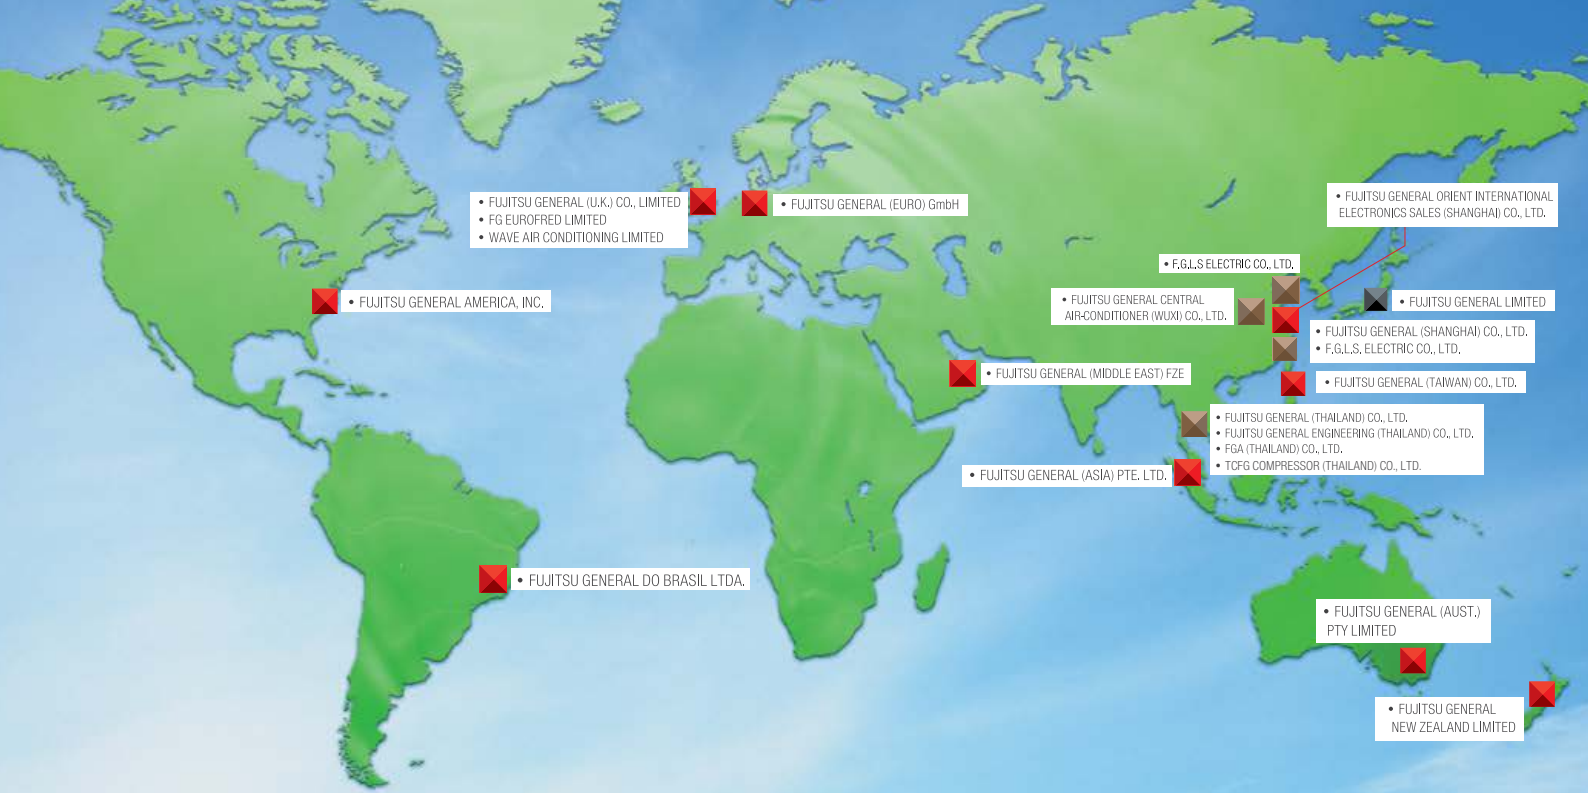 • FUJITSU GENERAL (U.K.) CO., LIMITED
• FG EUROFRED LIMITED
• WAVE AIR CONDITIONING LIMITED
• FUJITSU GENERAL (EURO) GmbH
• FUJITSU GENERAL ORIENT INTERNATIONAL
ELECTRONICS SALES (SHANGHAI) CO., LTD.
• F.G.L.S ELECTRIC CO., LTD.
• FUJITSU GENERAL AMERICA, INC.
• FUJITSU GENERAL CENTRAL
AIR-CONDITIONER (WUXI) CO., LTD.
• FUJITSU GENERAL LIMITED
• FUJITSU GENERAL (SHANGHAI) CO., LTD.
• F.G.L.S. ELECTRIC CO., LTD.
• FUJITSU GENERAL (MIDDLE EAST) FZE
• FUJITSU GENERAL (TAIWAN) CO., LTD.
• FUJITSU GENERAL (THAILAND) CO., LTD.
• FUJITSU GENERAL ENGINEERING (THAILAND) CO., LTD.
• FGA (THAILAND) CO., LTD.
• TCFG COMPRESSOR (THAILAND) CO., LTD.
• FUJITSU GENERAL (ASIA) PTE. LTD.
• FUJITSU GENERAL DO BRASIL LTDA.
• FUJITSU GENERAL (AUST.)
PTY LIMITED
• FUJITSU GENERAL
NEW ZEALAND LIMITED